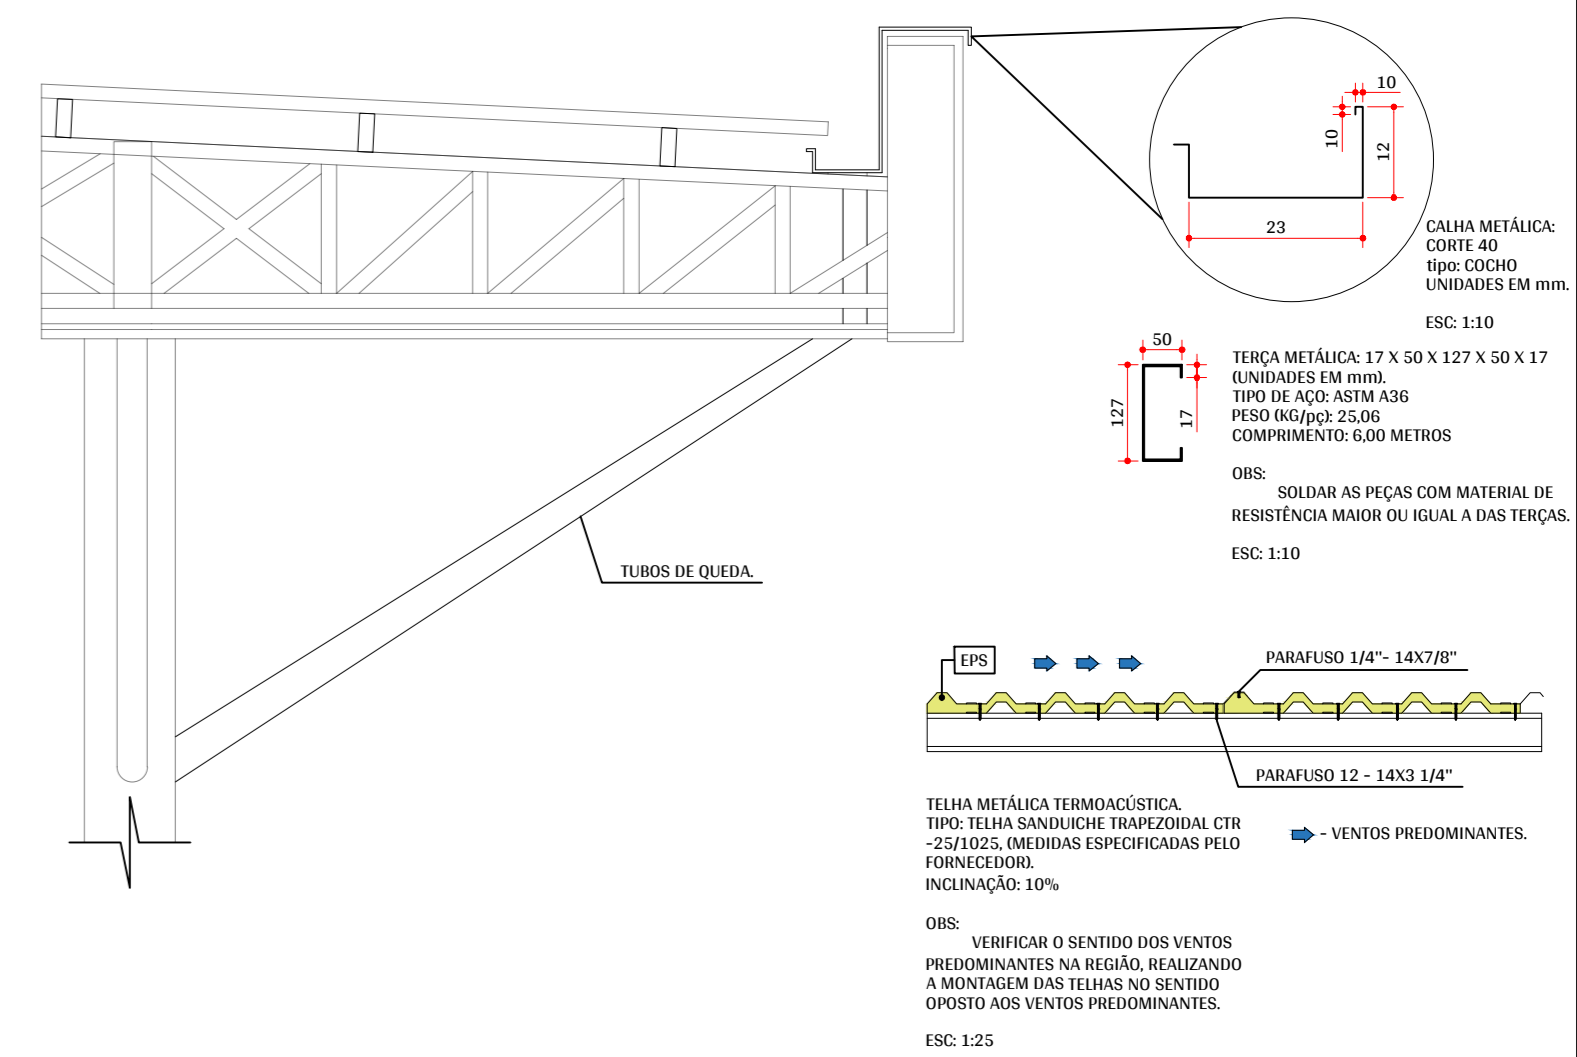 10
10
12
23
CALHA METÁLICA:
CORTE 40
tipo: COCHO
UNIDADES EM mm.
ESC: 1:10
50
127
17
TERÇA METÁLICA: 17 X 50 X 127 X 50 X 17
(UNIDADES EM mm).
TIPO DE AÇO: ASTM A36
PESO (KG/pç): 25,06
COMPRIMENTO: 6,00 METROS
OBS:
SOLDAR AS PEÇAS COM MATERIAL DE
RESISTÊNCIA MAIOR OU IGUAL A DAS TERÇAS.
ESC: 1:10
TUBOS DE QUEDA.
EPS
PARAFUSO 1/4"- 14X7/8"
PARAFUSO 12 - 14X3 1/4"
TELHA METÁLICA TERMOACÚSTICA.
TIPO: TELHA SANDUICHE TRAPEZOIDAL CTR
-25/1025, (MEDIDAS ESPECIFICADAS PELO
FORNECEDOR).
INCLINAÇÃO: 10%
- VENTOS PREDOMINANTES.
OBS:
VERIFICAR O SENTIDO DOS VENTOS
PREDOMINANTES NA REGIÃO, REALIZANDO
A MONTAGEM DAS TELHAS NO SENTIDO
OPOSTO AOS VENTOS PREDOMINANTES.
ESC: 1:25